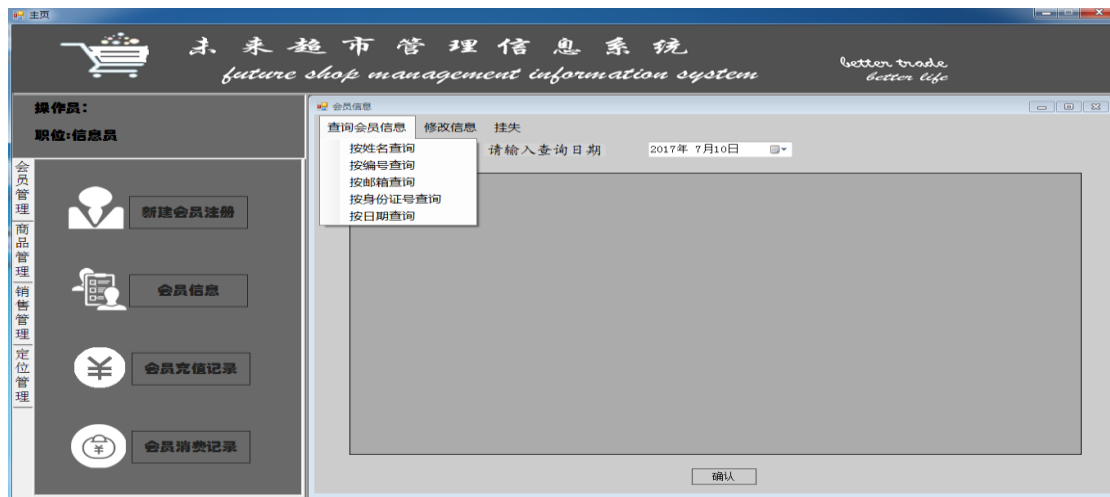 主页
未来超市管理信息系统
future shop management information system
better trade
better life
操作员：
职位:信息员
会员管理
商品管理
销售管理
定位管理
新建会员注册
会员信息
会员充值记录
会员消费记录
会员信息
查询会员信息 修改信息 挂失
按姓名查询
按编号查询
按邮箱查询
按身份证号查询
按日期查询
请输入查询日期 2017年 7月10日
确认